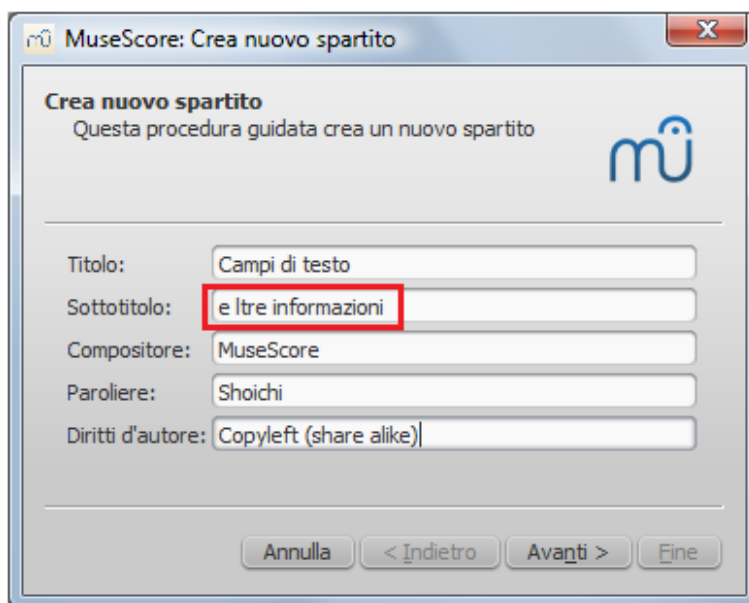 MuseScore: Crea nuovo spartito
Crea nuovo spartito
Questa procedura guidata crea un nuovo spartito
Titolo: Campi di testo
Sottotitolo: e ltre informazioni
Compositore: MuseScore
Paroliere: Shoichi
Diritti d'autore: Copyleft (share alike)
Annulla < Indietro Avanti > Fine